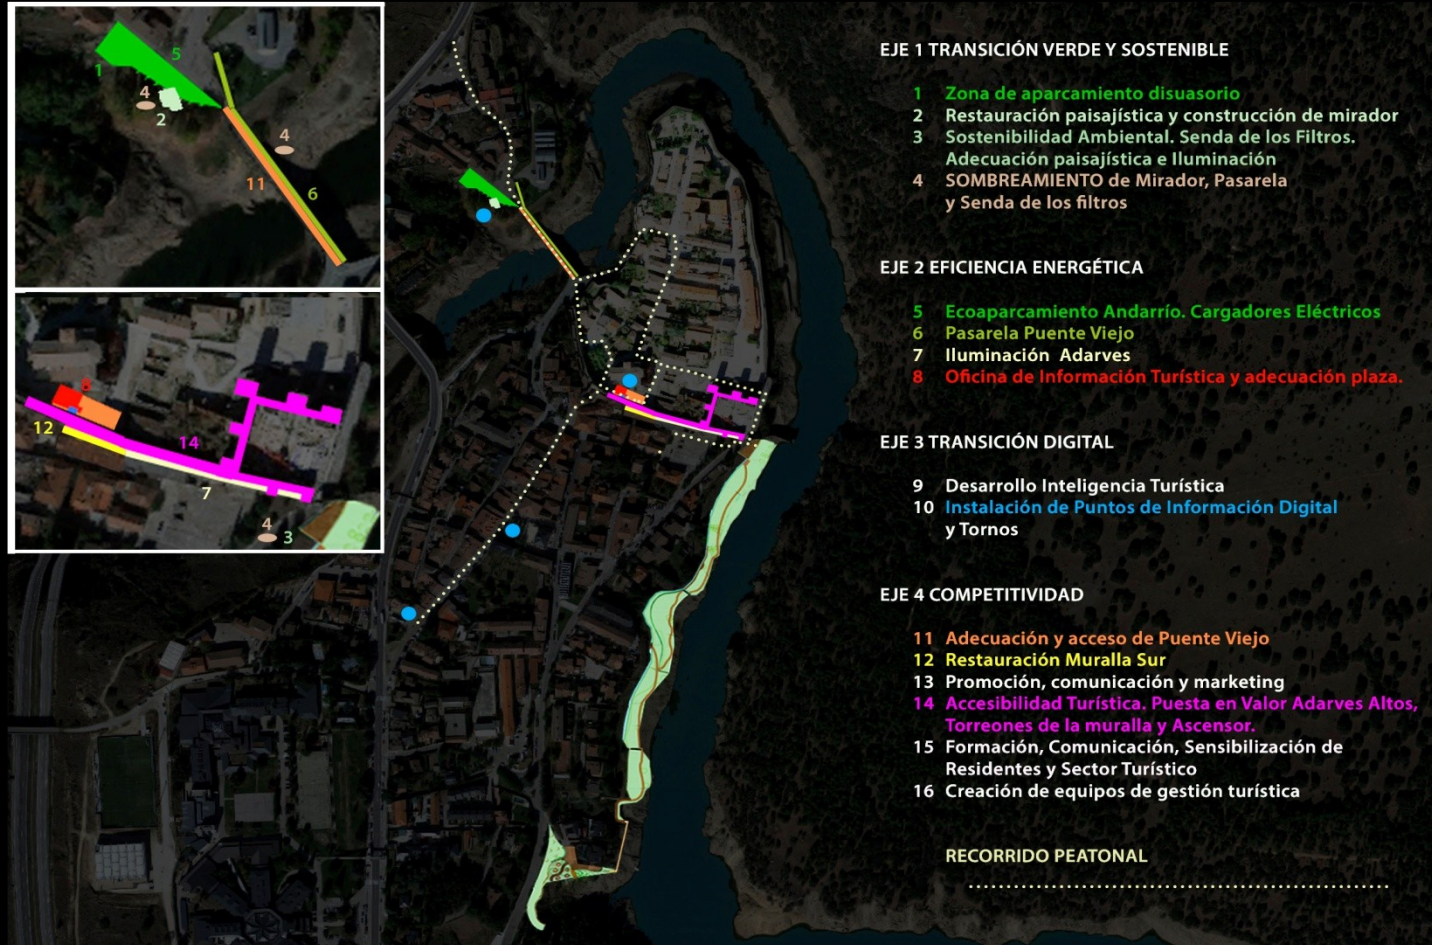 5
1
4
2
4
11
6
8
12
14
7
4
3
EJE 1 TRANSICIÓN VERDE Y SOSTENIBLE
1 Zona de aparcamiento disuasorio
2 Restauración paisajística y construcción de mirador
3 Sostenibilidad Ambiental. Senda de los Filtros.
Adecuación paisajística e Iluminación
4 SOMBREAMIENTO de Mirador, Pasarela
y Senda de los filtros
EJE 2 EFICIENCIA ENERGÉTICA
5 Ecoaparcamiento Andarrío. Cargadores Eléctricos
6 Pasarela Puente Viejo
7 Iluminación Adarves
8 Oficina de Información Turística y adecuación plaza.
EJE 3 TRANSICIÓN DIGITAL
9 Desarrollo Inteligencia Turística
10 Instalación de Puntos de Información Digital
y Tornos
EJE 4 COMPETITIVIDAD
11 Adecuación y acceso de Puente Viejo
12 Restauración Muralla Sur
13 Promoción, comunicación y marketing
14 Accesibilidad Turística. Puesta en Valor Adarves Altos,
Torreones de la muralla y Ascensor.
15 Formación, Comunicación, Sensibilización de
Residentes y Sector Turístico
16 Creación de equipos de gestión turística
RECORRIDO PEATONAL